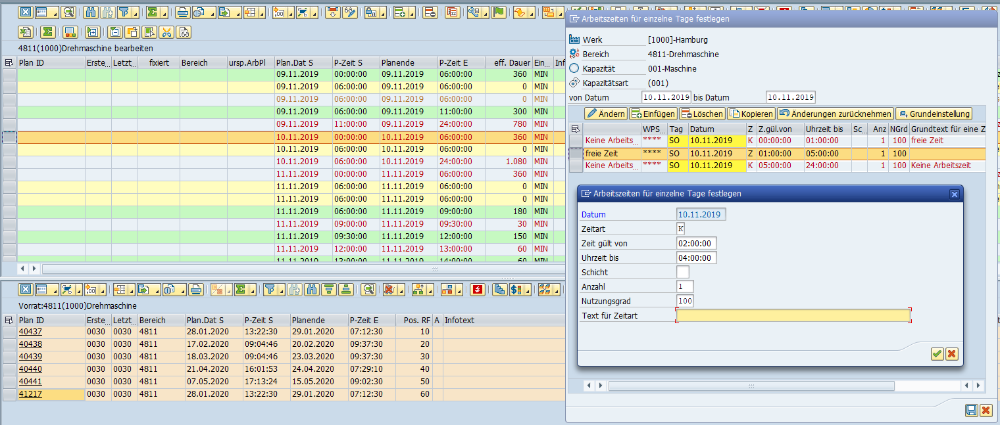 4811(1000)Drehmaschine bearbeiten
Plan ID Erste... Letzt... fixiert Bereich ursp.ArbPl Plan.Dat S P-Zeit S Planende P-Zeit E eff. Dauer Ein... Inf
09.11.2019 00:00:00 09.11.2019 06:00:00 360 MIN
09.11.2019 06:00:00 09.11.2019 06:00:00 0 MIN
09.11.2019 06:00:00 09.11.2019 06:00:00 0 MIN
09.11.2019 06:00:00 09.11.2019 11:00:00 300 MIN
09.11.2019 11:00:00 09.11.2019 24:00:00 780 MIN
10.11.2019 00:00:00 10.11.2019 06:00:00 360 MIN
10.11.2019 06:00:00 10.11.2019 06:00:00 0 MIN
10.11.2019 06:00:00 10.11.2019 24:00:00 1.080 MIN
11.11.2019 00:00:00 11.11.2019 06:00:00 360 MIN
11.11.2019 06:00:00 11.11.2019 06:00:00 0 MIN
11.11.2019 06:00:00 11.11.2019 06:00:00 0 MIN
11.11.2019 06:00:00 11.11.2019 09:00:00 180 MIN
11.11.2019 09:00:00 11.11.2019 09:30:00 30 MIN
11.11.2019 09:30:00 11.11.2019 12:00:00 150 MIN
11.11.2019 12:00:00 11.11.2019 13:00:00 60 MIN
11.11.2019 13:00:00 11.11.2019 14:00:00 60 MIN
Vorrat:4811(1000)Drehmaschine
Plan ID Erste... Letzt... Bereich Plan.Dat S P-Zeit S Planende P-Zeit E Pos. RF A Infotext
40437 0030 0030 4811 28.01.2020 13:22:30 29.01.2020 07:12:30 10
40438 0030 0030 4811 17.02.2020 09:04:46 20.02.2020 09:37:30 20
40439 0030 0030 4811 18.03.2020 09:04:46 23.03.2020 09:37:30 30
40440 0030 0030 4811 21.04.2020 16:01:53 24.04.2020 07:29:10 40
40441 0030 0030 4811 07.05.2020 17:13:24 15.05.2020 09:02:30 50
41217 0030 0030 4811 28.01.2020 13:22:30 29.01.2020 07:12:30 60
Arbeitszeiten für einzelne Tage festlegen
Werk [1000]-Hamburg
Bereich 4811-Drehmaschine
Kapazität 001-Maschine
Kapazitätsart (001)
von Datum 10.11.2019 bis Datum 10.11.2019
Ändern Einfügen Löschen Kopieren Änderungen zurücknehmen Grundeinstellung
WPS... Tag Datum Z Z.gül.von Uhrzeit bis Sc... Anz NGrd Grundtext für eine Z
Keine Arbeits... **** SO 10.11.2019 K 00:00:00 01:00:00 1 100 freie Zeit
freie Zeit **** SO 10.11.2019 Z 01:00:00 05:00:00 1 100
Keine Arbeits... **** SO 10.11.2019 K 05:00:00 24:00:00 1 100 Keine Arbeitszeit
Arbeitszeiten für einzelne Tage festlegen
Datum 10.11.2019
Zeitart K
Zeit gült von 02:00:00
Uhrzeit bis 04:00:00
Schicht
Anzahl 1
Nutzungsgrad 100
Text für Zeitart